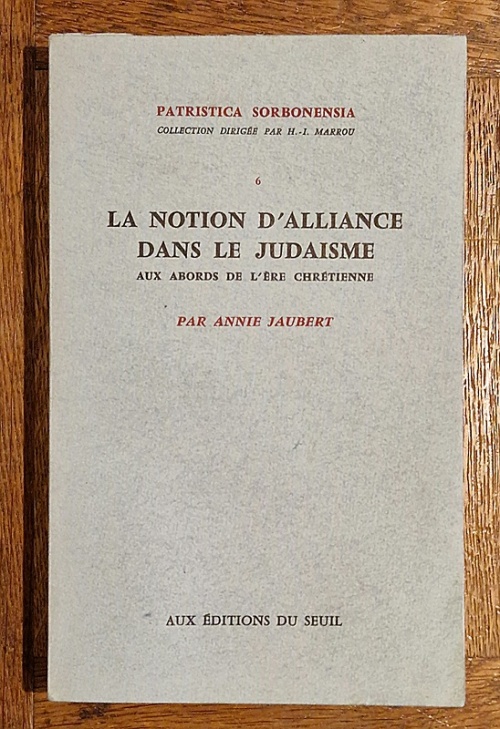 PATRISTICA SORBONENSIA
COLLECTION DIRIGÉE PAR H.-I. MARROU
6
LA NOTION D'ALLIANCE
DANS LE JUDAISME
AUX ABORDS DE L'ÈRE CHRÉTIENNE
PAR ANNIE JAUBERT
AUX ÉDITIONS DU SEUIL